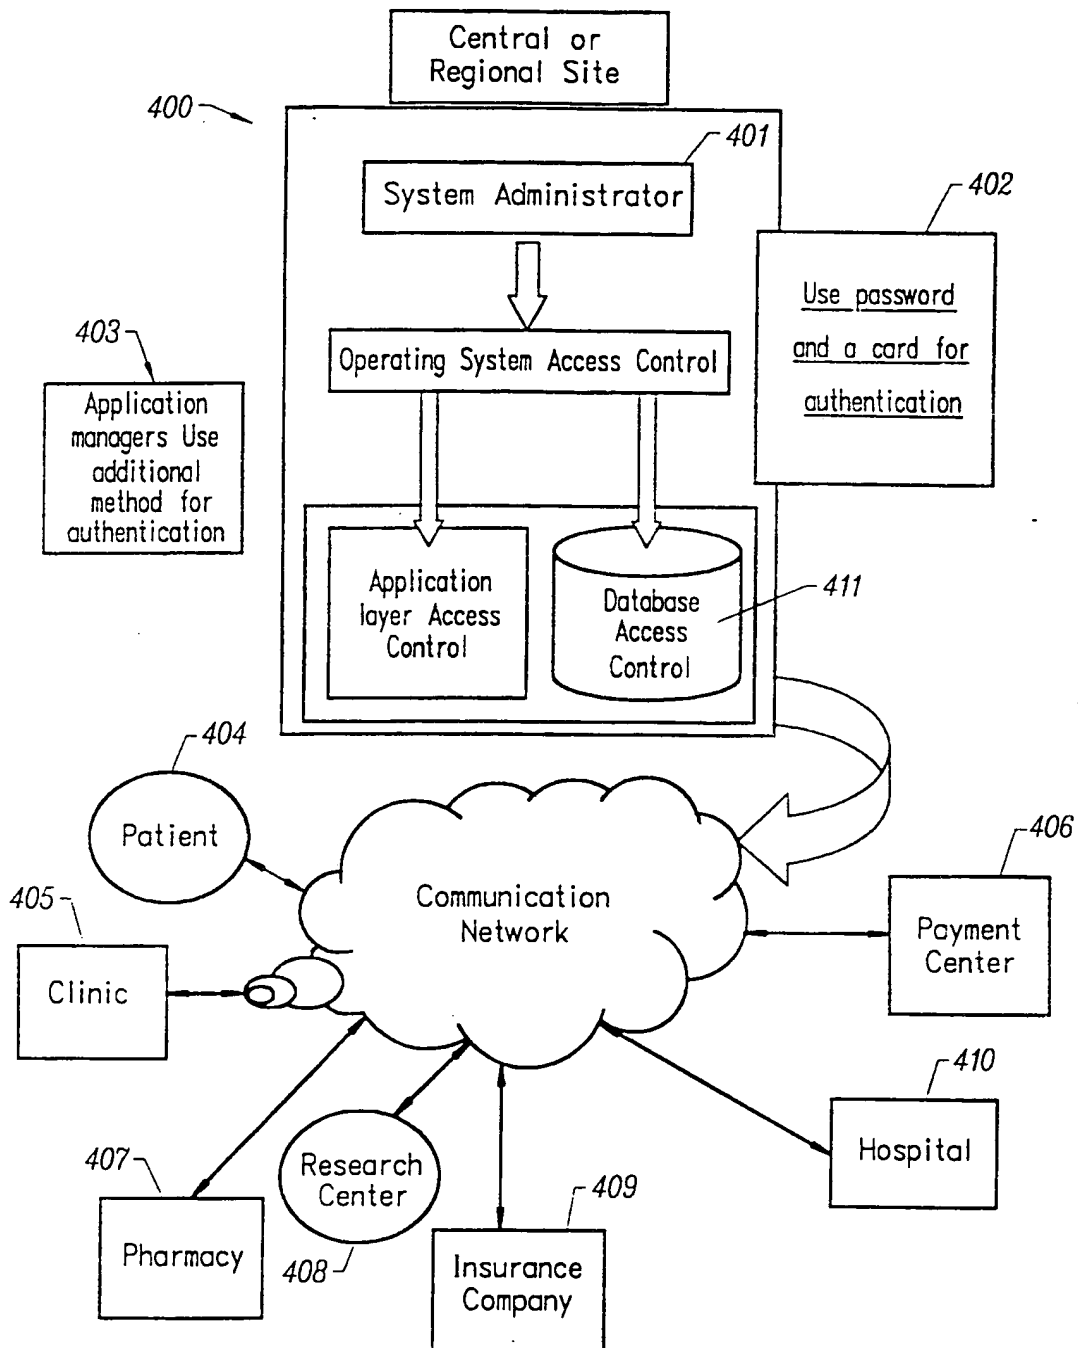 Central or
Regional Site
400
401
System Administrator
402
Use password
and a card for
authentication
403
Application
managers Use
additional
method for
authentication
Operating System Access Control
Application
layer Access
Control
Database
Access
Control
411
404
Patient
405
Clinic
Communication
Network
406
Payment
Center
410
Hospital
407
Pharmacy
Research
Center
408
409
Insurance
Company